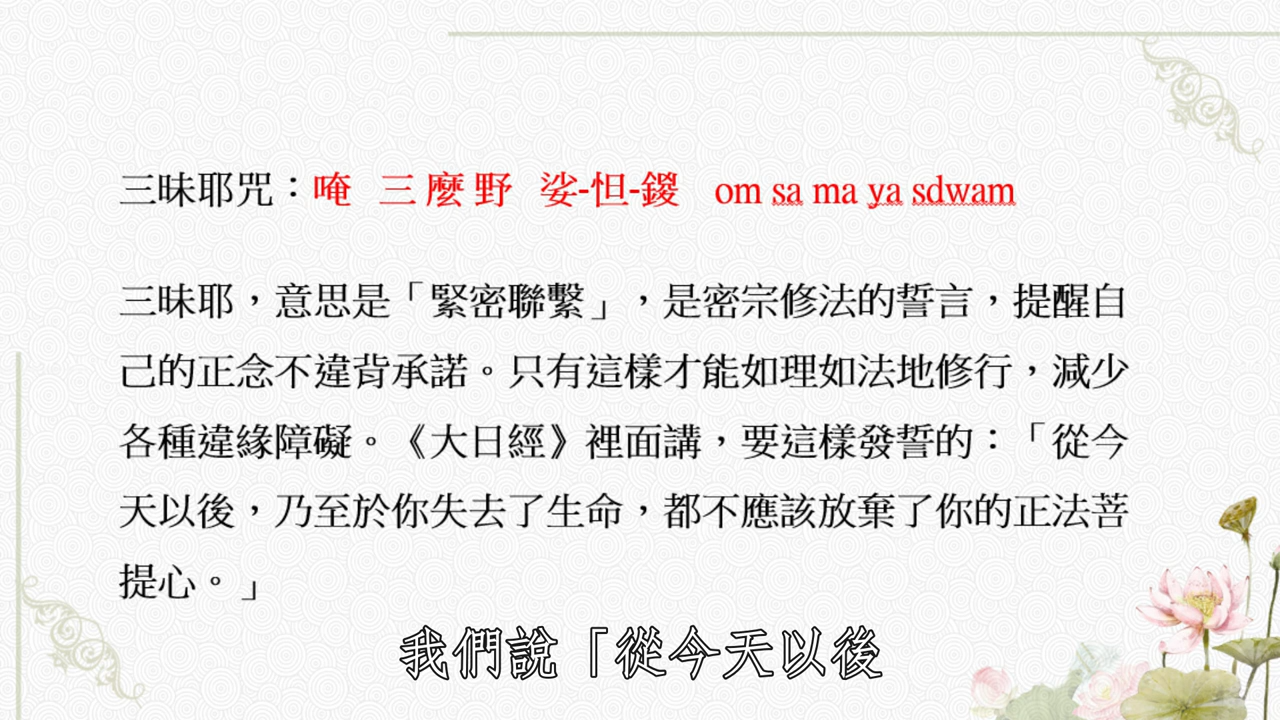 三昧耶咒：唵 三麼野 娑-怛-鑁 om sa ma ya sdwam
三昧耶，意思是「緊密聯繫」，是密宗修法的誓言，提醒自
己的正念不違背承諾。只有這樣才能如理如法地修行，減少
各種違緣障礙。《大日經》裡面講，要這樣發誓的：「從今
天以後，乃至於你失去了生命，都不應該放棄了你的正法菩
提心。」
我們說「從今天以後